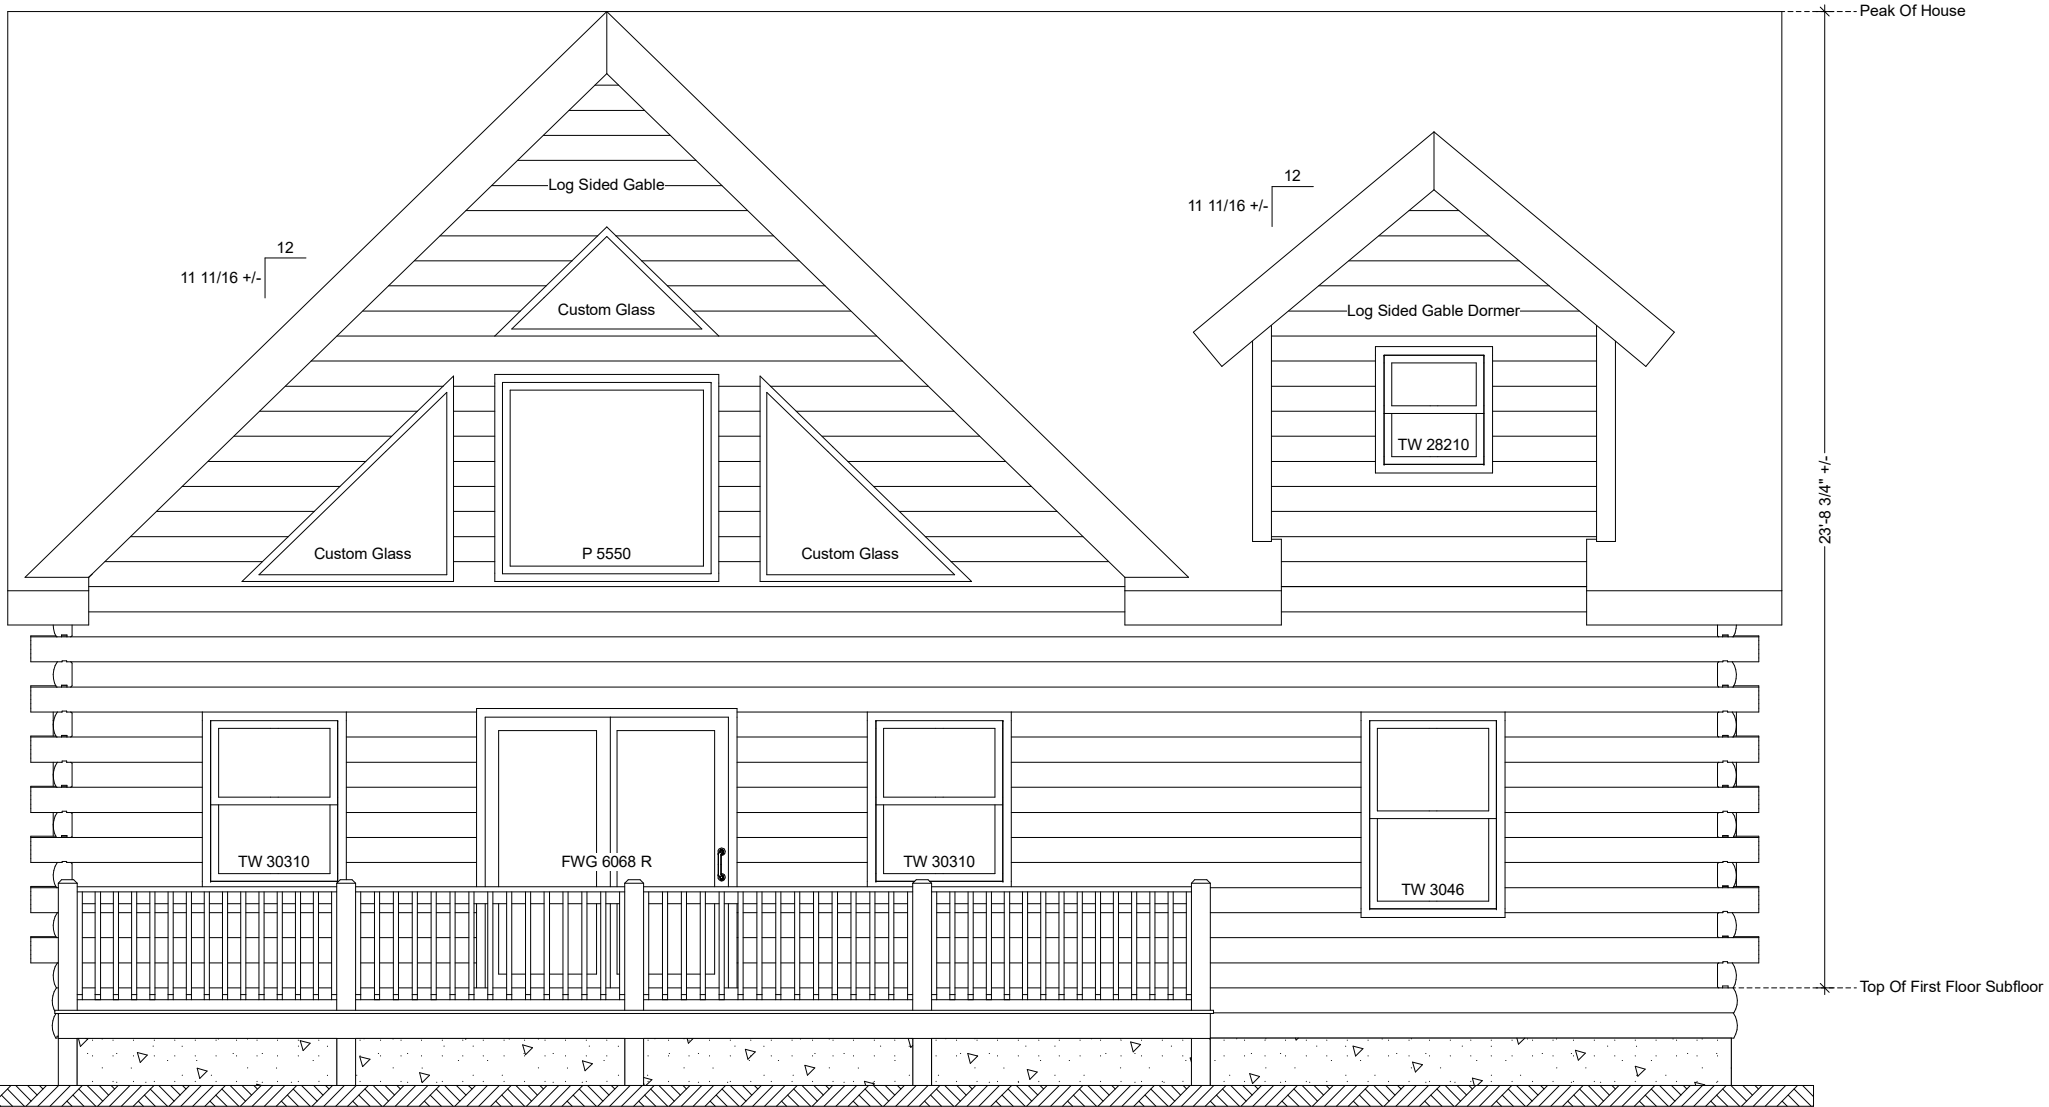 Peak Of House
Log Sided Gable
12
11 11/16 +/-
12
11 11/16 +/-
Custom Glass
Log Sided Gable Dormer
TW 28210
23'-8 3/4" +/-
Custom Glass
P 5550
Custom Glass
TW 30310
FWG 6068 R
TW 30310
TW 3046
Top Of First Floor Subfloor